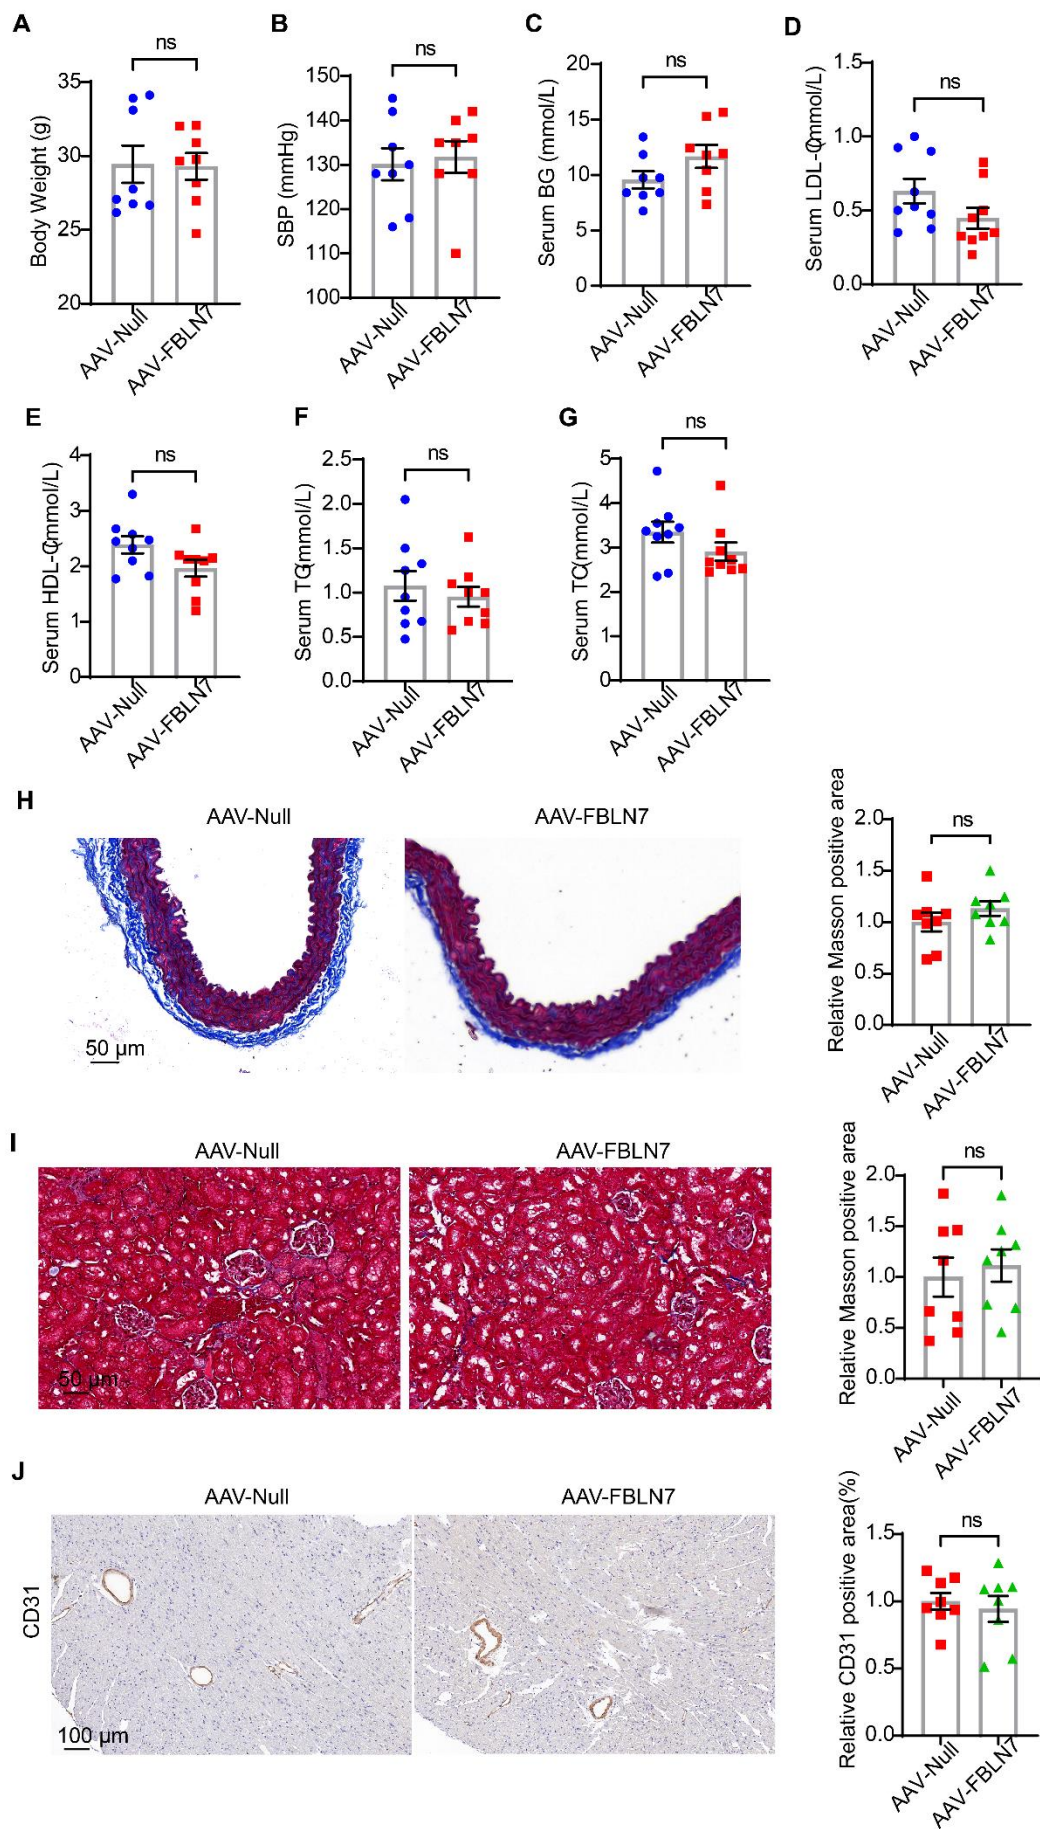 A
B
C
D
ns
ns
ns
ns
Body Weight (g)
35
30
25
20
AAV-Null
AAV-FBLN7
SBP (mmHg)
150
140
130
120
110
100
AAV-Null
AAV-FBLN7
Serum BG (mmol/L)
20
15
10
5
0
AAV-Null
AAV-FBLN7
Serum LDL-C(mmol/L)
1.5
1.0
0.5
0.0
AAV-Null
AAV-FBLN7
E
F
G
ns
ns
ns
Serum HDL-C(mmol/L)
4
3
2
1
0
AAV-Null
AAV-FBLN7
Serum TG(mmol/L)
2.5
2.0
1.5
1.0
0.5
0.0
AAV-Null
AAV-FBLN7
Serum TC(mmol/L)
5
4
3
2
1
0
AAV-Null
AAV-FBLN7
H
AAV-Null
AAV-FBLN7
50 μm
Relative Masson positive area
2.0
1.5
1.0
0.5
0.0
ns
AAV-Null
AAV-FBLN7
I
AAV-Null
AAV-FBLN7
50 μm
Relative Masson positive area
2.0
1.5
1.0
0.5
0.0
ns
AAV-Null
AAV-FBLN7
J
AAV-Null
AAV-FBLN7
CD31
100 μm
Relative CD31 positive area(%)
1.5
1.0
0.5
0.0
ns
AAV-Null
AAV-FBLN7